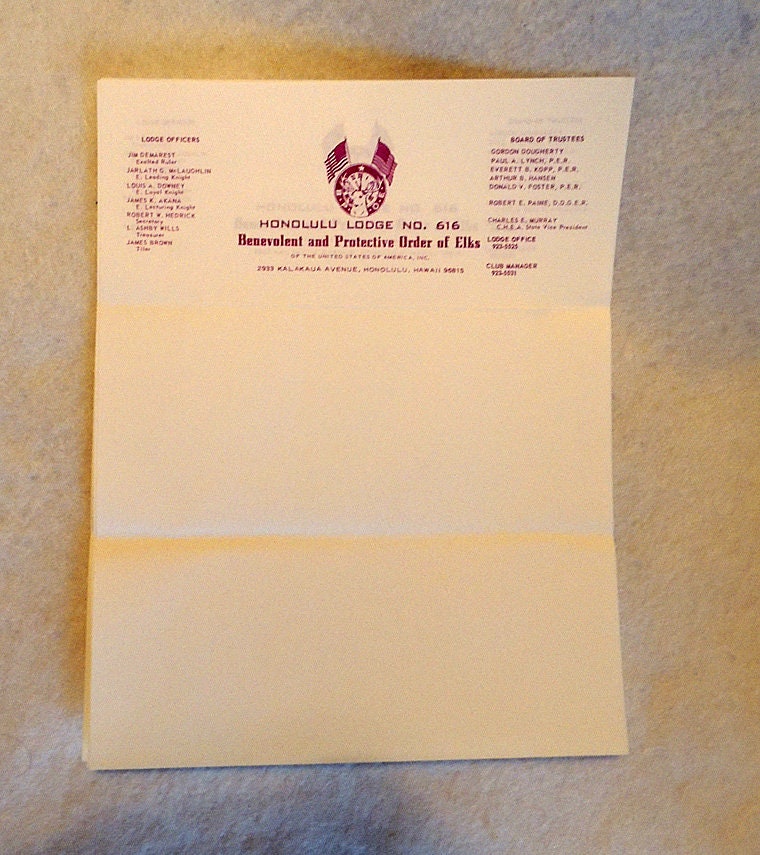 LODGE OFFICERS
JIM DEMAREST
Exalted Ruler
JARLATH G. McLAUGHLIN
E. Leading Knight
LOUIS A. DOWNEY
E. Loyal Knight
JAMES K. AKANA
E. Lecturing Knight
ROBERT W. HEDRICK
Secretary
L. ASHBY WILLS
Treasurer
JAMES BROWN
Tiler
HONOLULU LODGE NO. 616
Benevolent and Protective Order of Elks
OF THE UNITED STATES OF AMERICA, INC.
2933 KALAKAUA AVENUE, HONOLULU, HAWAII 96815
BOARD OF TRUSTEES
GORDON DOUGHERTY
PAUL A. LYNCH, P.E.R.
EVERETT B. KOPP, P.E.R.
ARTHUR B. HANSEN
DONALD V. FOSTER, P.E.R.
ROBERT E. PAINE, D.D.G.E.R.
CHARLES E. MURRAY
C.H.E.A. State Vice President
LODGE OFFICE
923-5525
CLUB MANAGER
923-5531